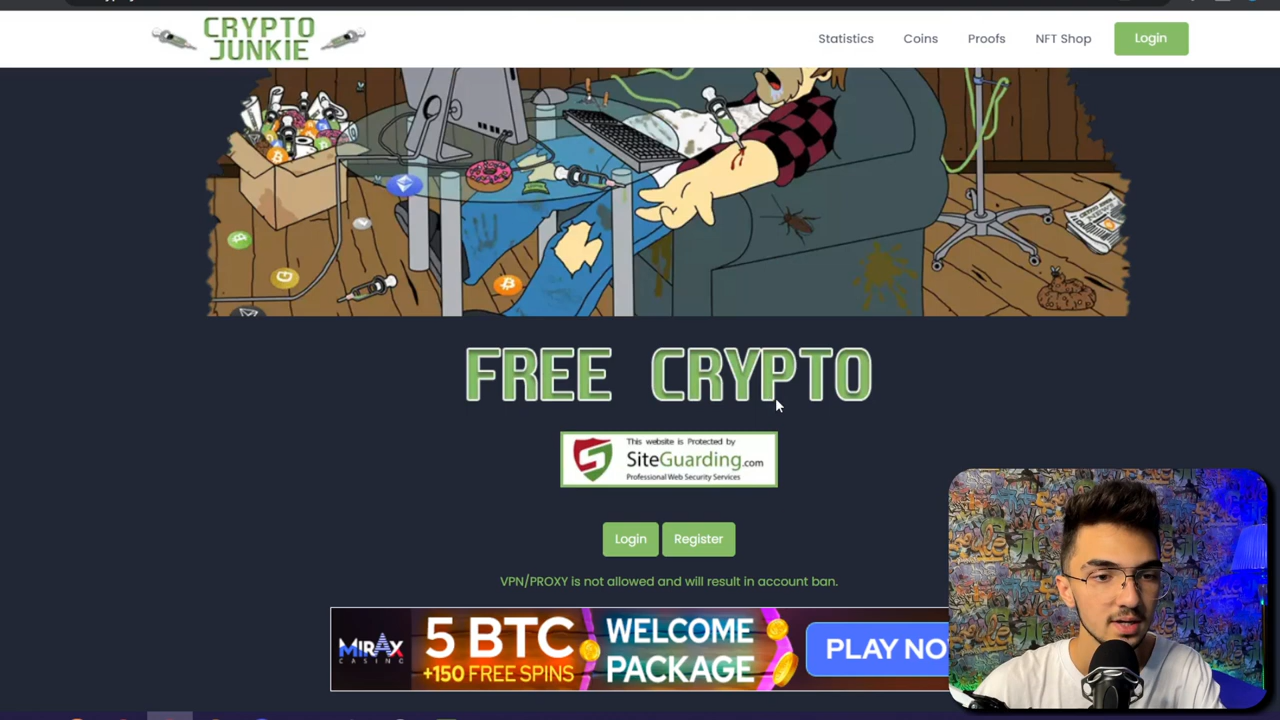 CRYPTO
JUNKIE
Statistics
Coins
Proofs
NFT Shop
Login
FREE CRYPTO
This website is Protected by
SiteGuarding.com
Professional Web Security Services
Login
Register
VPN/PROXY is not allowed and will result in account ban.
MIRAX
CASINO
5 BTC
+150 FREE SPINS
WELCOME
PACKAGE
PLAY NO